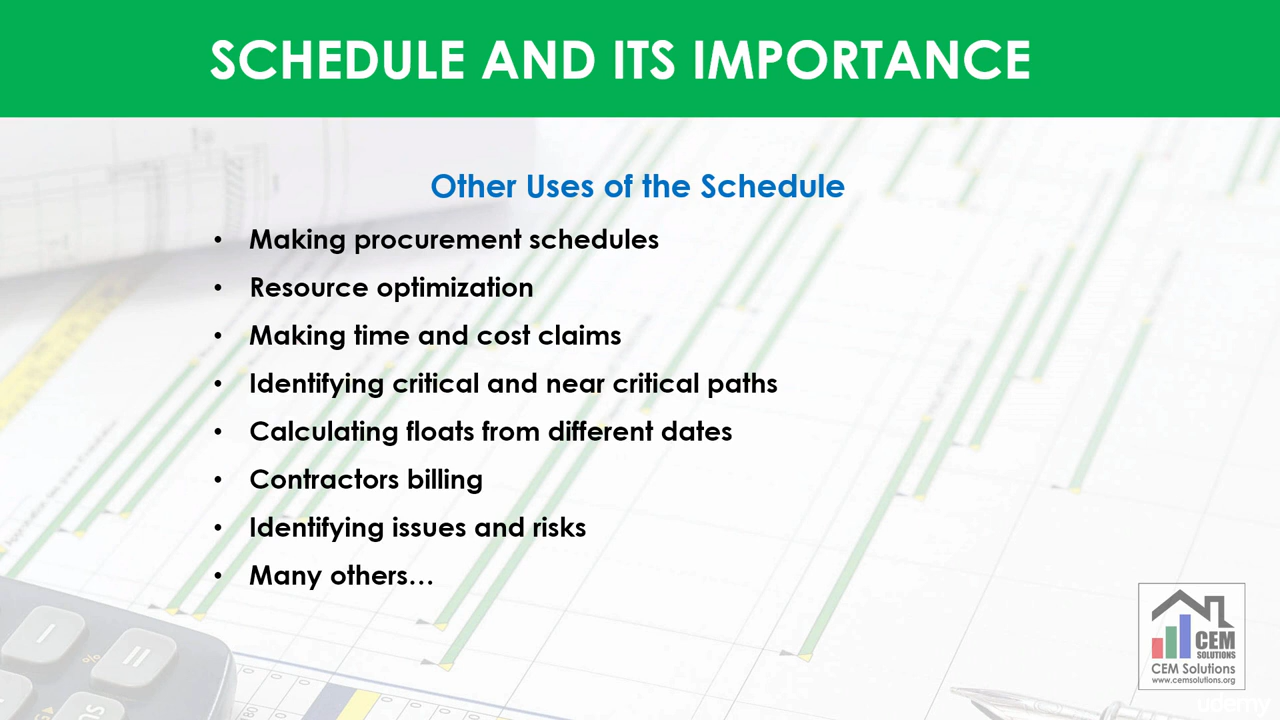 SCHEDULE AND ITS IMPORTANCE
Other Uses of the Schedule
• Making procurement schedules
• Resource optimization
• Making time and cost claims
• Identifying critical and near critical paths
• Calculating floats from different dates
• Contractors billing
• Identifying issues and risks
• Many others…
CEM
SOLUTIONS
CEM Solutions
www.cemsolutions.org
udemy